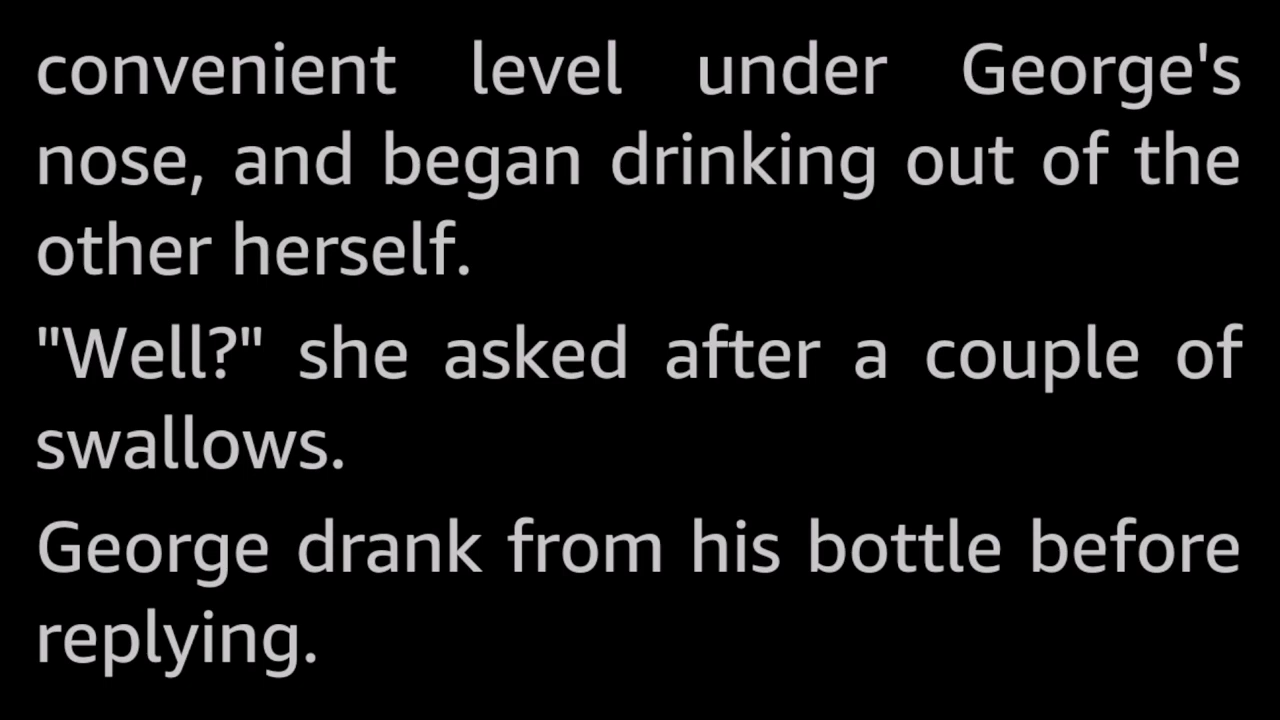 convenient level under George's
nose, and began drinking out of the
other herself.
"Well?" she asked after a couple of
swallows.
George drank from his bottle before
replying.